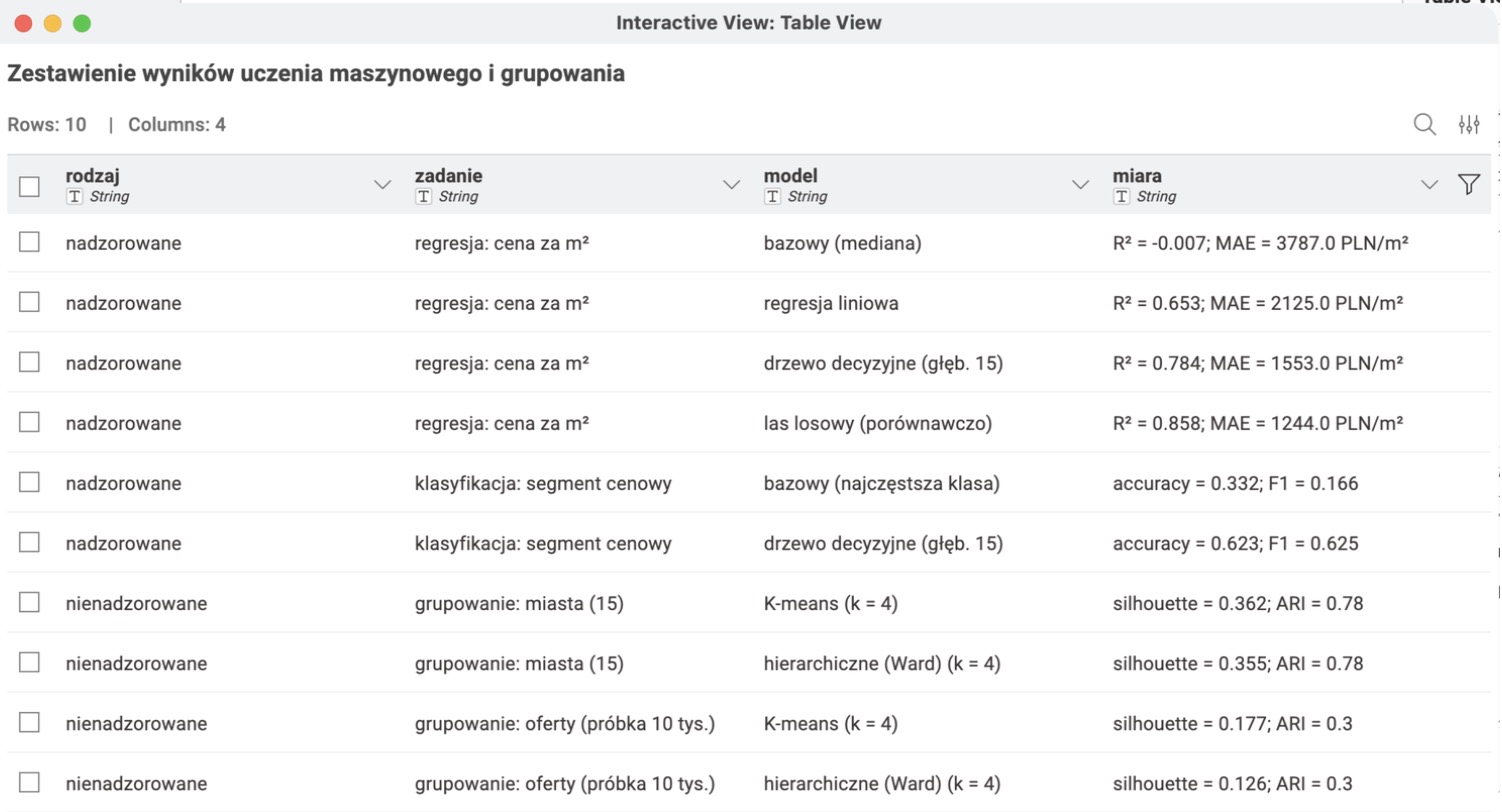 Interactive View: Table View
Zestawienie wyników uczenia maszynowego i grupowania
Rows: 10 | Columns: 4
rodzaj zadanie model miara
T String T String T String T String
nadzorowane regresja: cena za m² bazowy (mediana) R² = -0.007; MAE = 3787.0 PLN/m²
nadzorowane regresja: cena za m² regresja liniowa R² = 0.653; MAE = 2125.0 PLN/m²
nadzorowane regresja: cena za m² drzewo decyzyjne (głęb. 15) R² = 0.784; MAE = 1553.0 PLN/m²
nadzorowane regresja: cena za m² las losowy (porównawczo) R² = 0.858; MAE = 1244.0 PLN/m²
nadzorowane klasyfikacja: segment cenowy bazowy (najczęstsza klasa) accuracy = 0.332; F1 = 0.166
nadzorowane klasyfikacja: segment cenowy drzewo decyzyjne (głęb. 15) accuracy = 0.623; F1 = 0.625
nienadzorowane grupowanie: miasta (15) K-means (k = 4) silhouette = 0.362; ARI = 0.78
nienadzorowane grupowanie: miasta (15) hierarchiczne (Ward) (k = 4) silhouette = 0.355; ARI = 0.78
nienadzorowane grupowanie: oferty (próbka 10 tys.) K-means (k = 4) silhouette = 0.177; ARI = 0.3
nienadzorowane grupowanie: oferty (próbka 10 tys.) hierarchiczne (Ward) (k = 4) silhouette = 0.126; ARI = 0.3